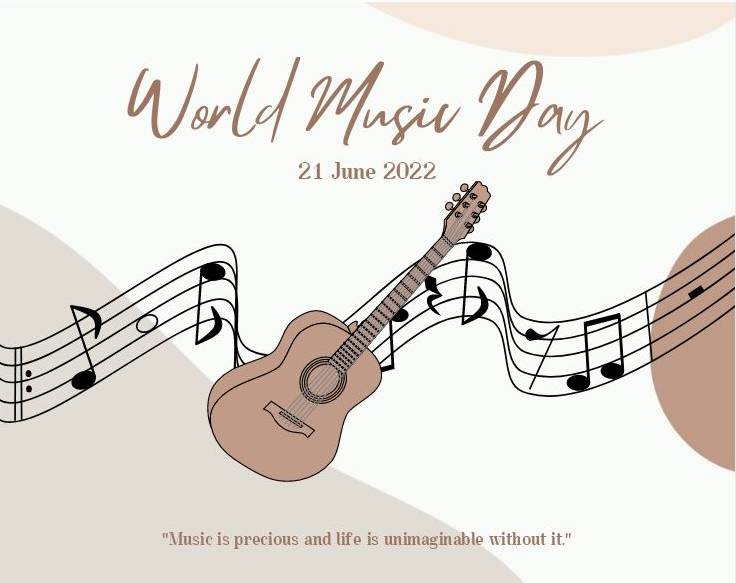 World Music Day
21 June 2022
"Music is precious and life is unimaginable without it."